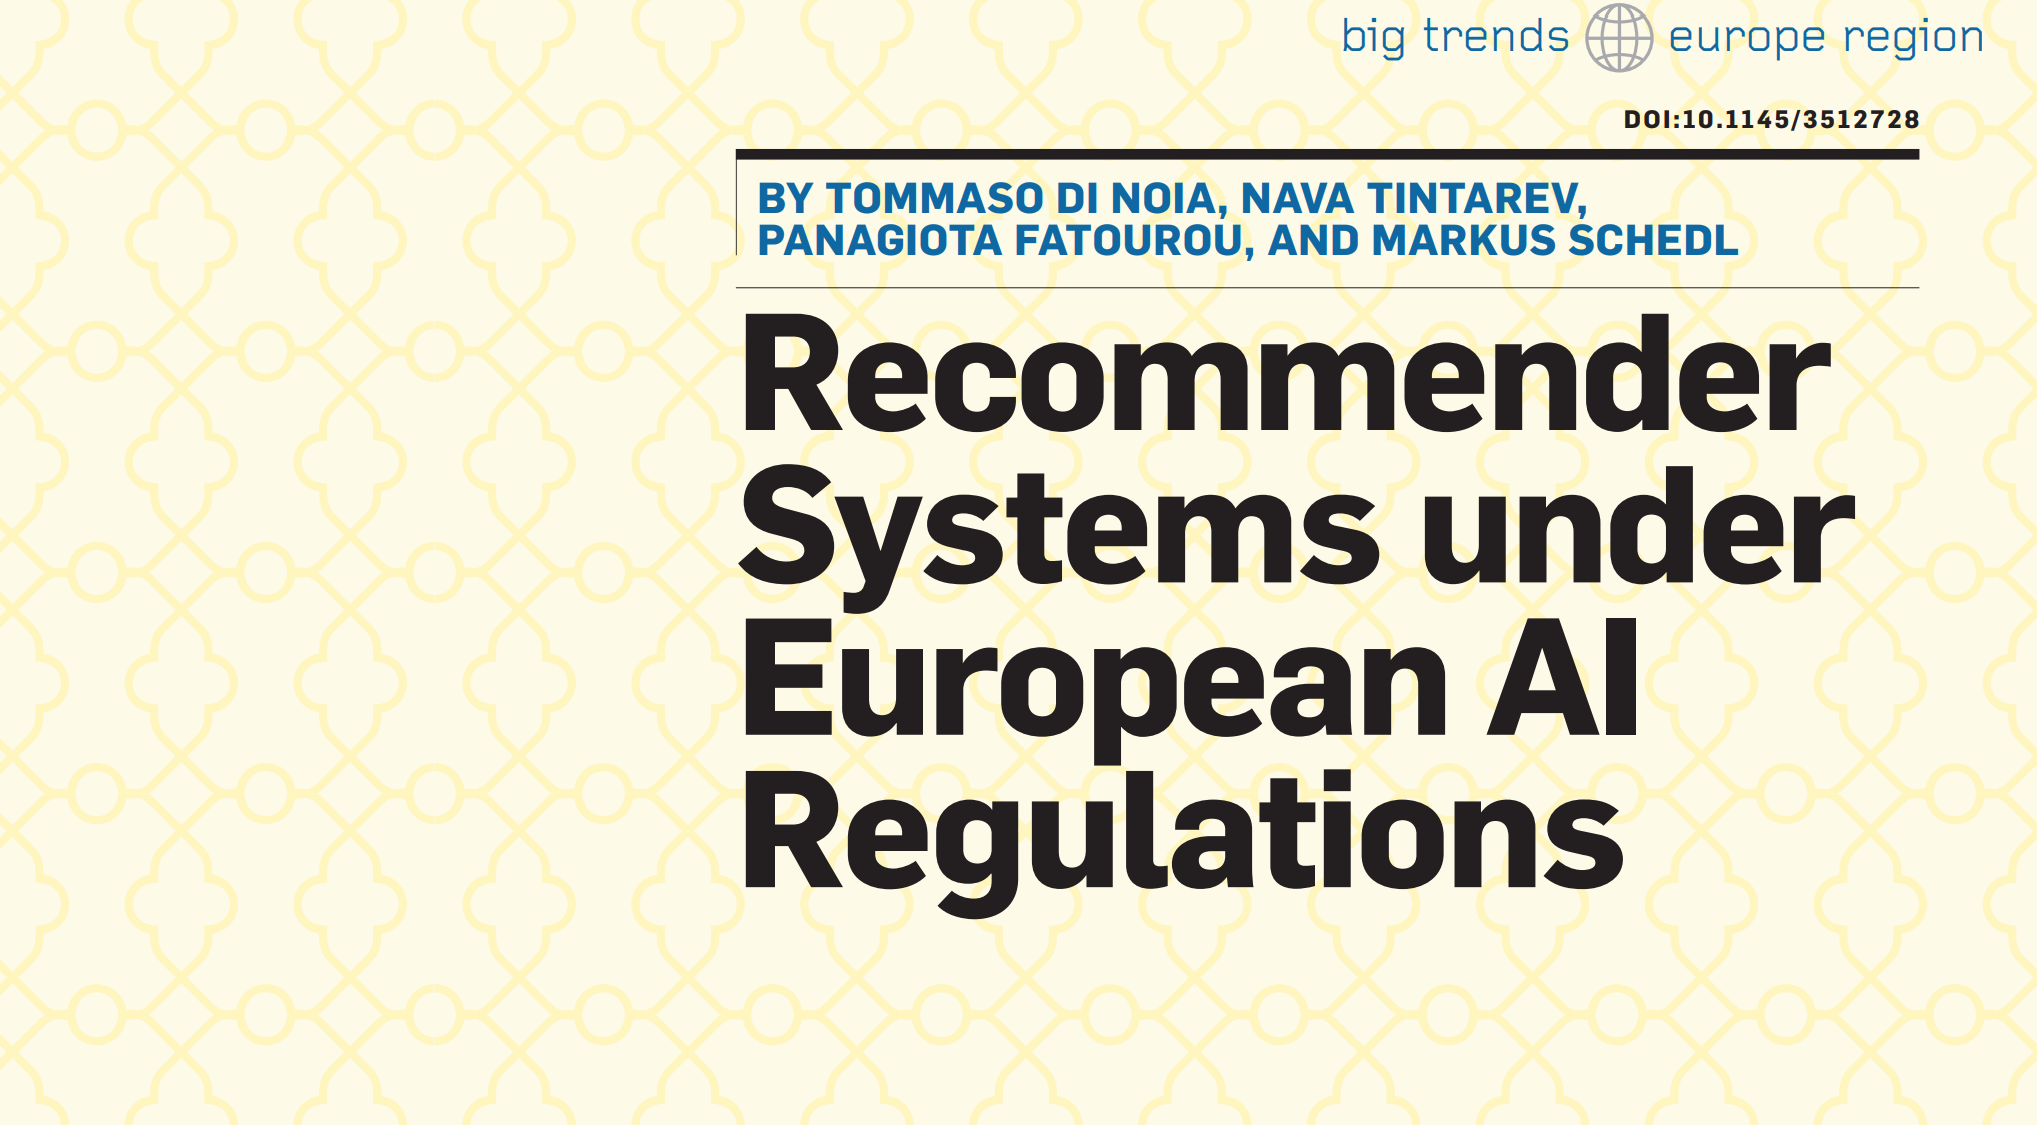 big trends europe region
DOI:10.1145/3512728
BY TOMMASO DI NOIA, NAVA TINTAREV,
PANAGIOTA FATOUROU, AND MARKUS SCHEDL
Recommender
Systems under
European AI
Regulations